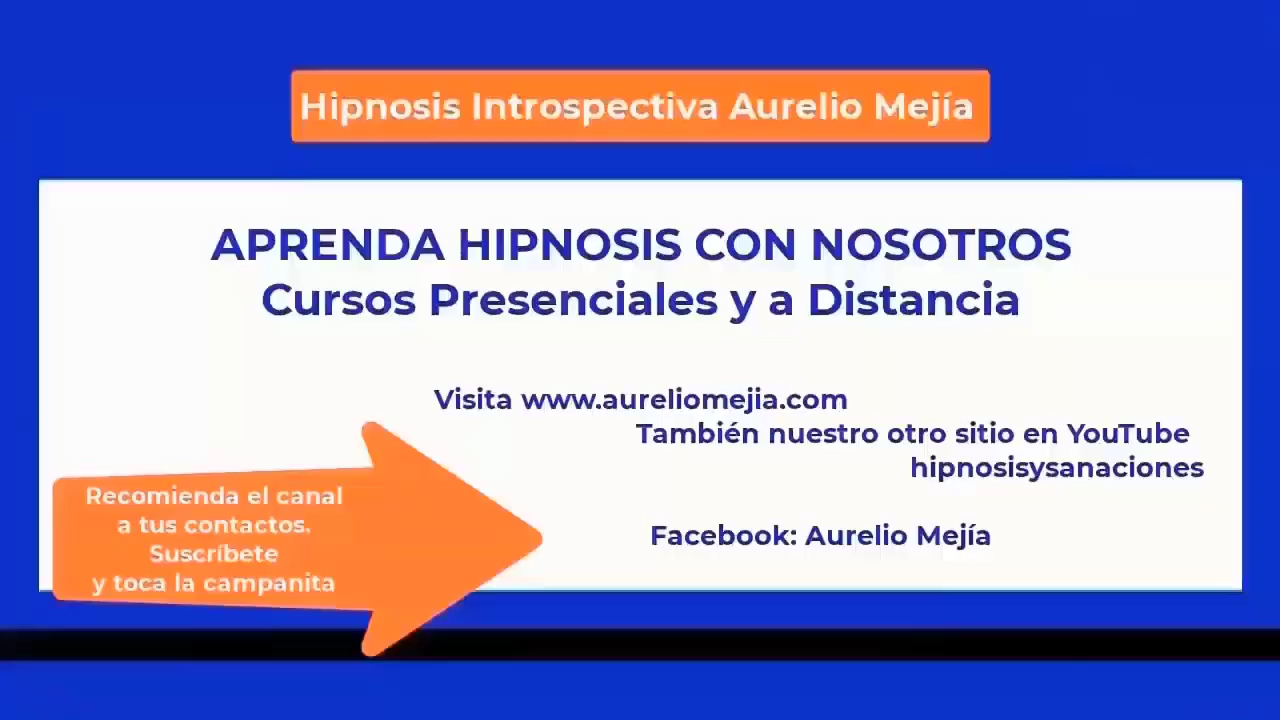 Hipnosis Introspectiva Aurelio Mejía
APRENDA HIPNOSIS CON NOSOTROS
Cursos Presenciales y a Distancia
Visita www.aureliomejia.com
También nuestro otro sitio en YouTube
hipnosisysanaciones
Facebook: Aurelio Mejía
Recomienda el canal
a tus contactos.
Suscríbete
y toca la campanita